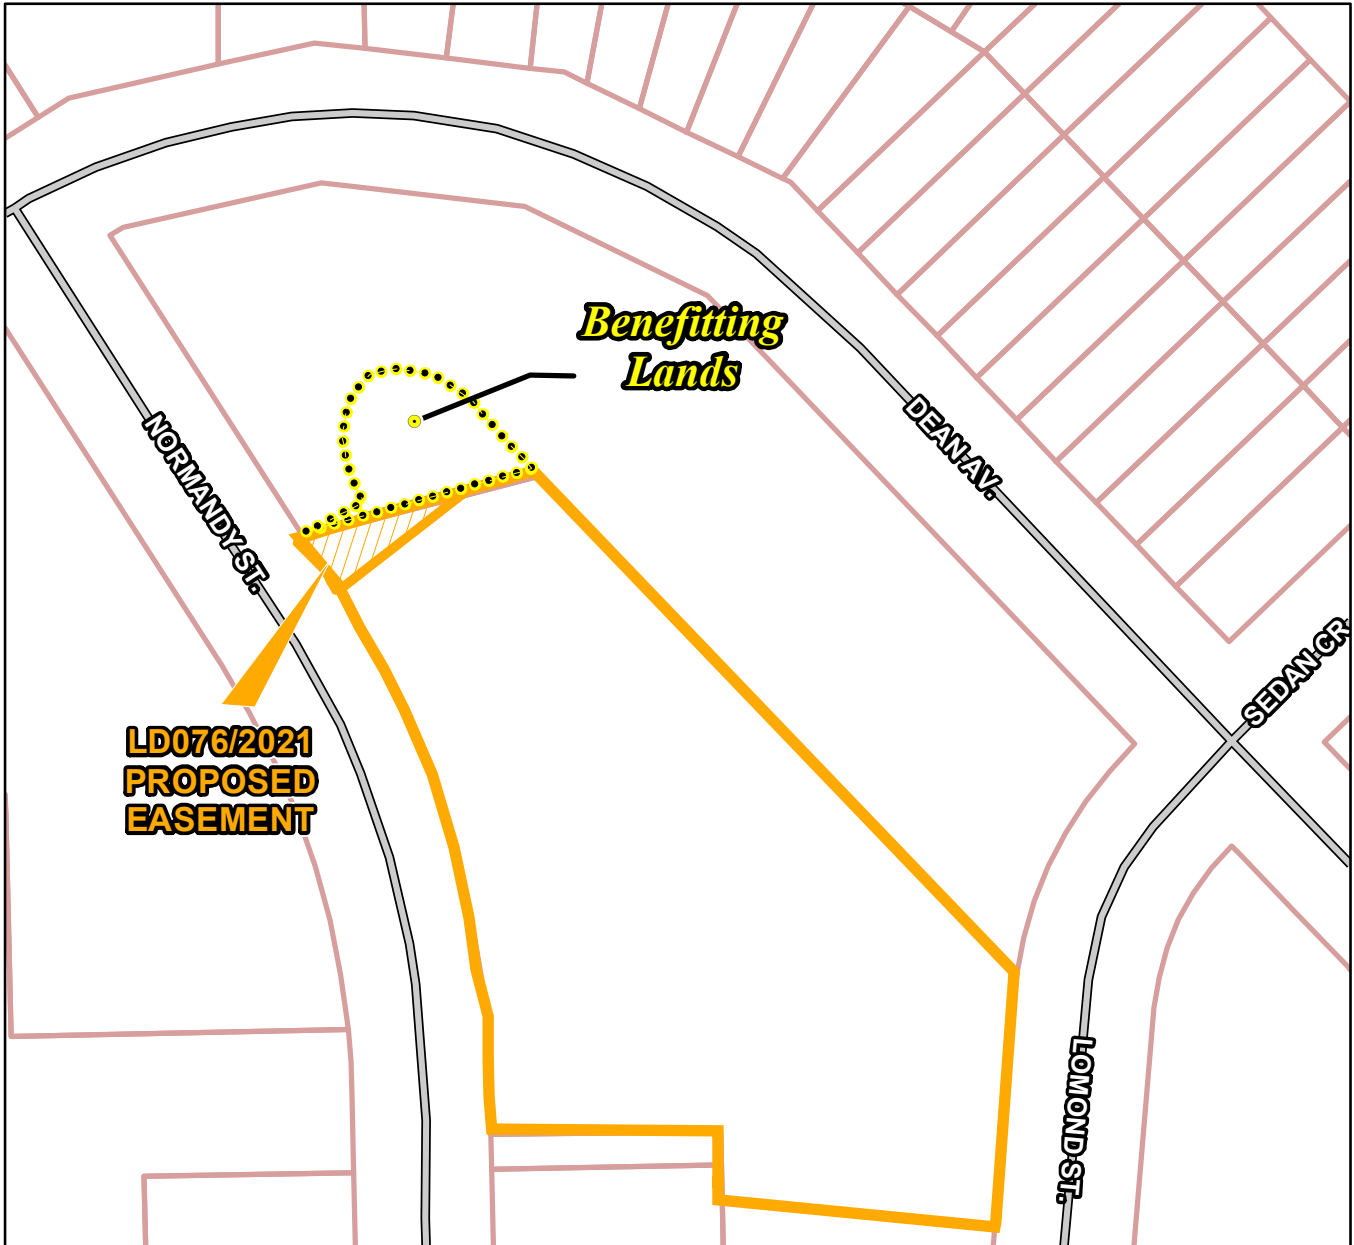 Benefitting
Lands
DEAN AV.
NORMANDY ST.
SEDAN CR.
LD076/2021
PROPOSED
EASEMENT
LOMOND ST.